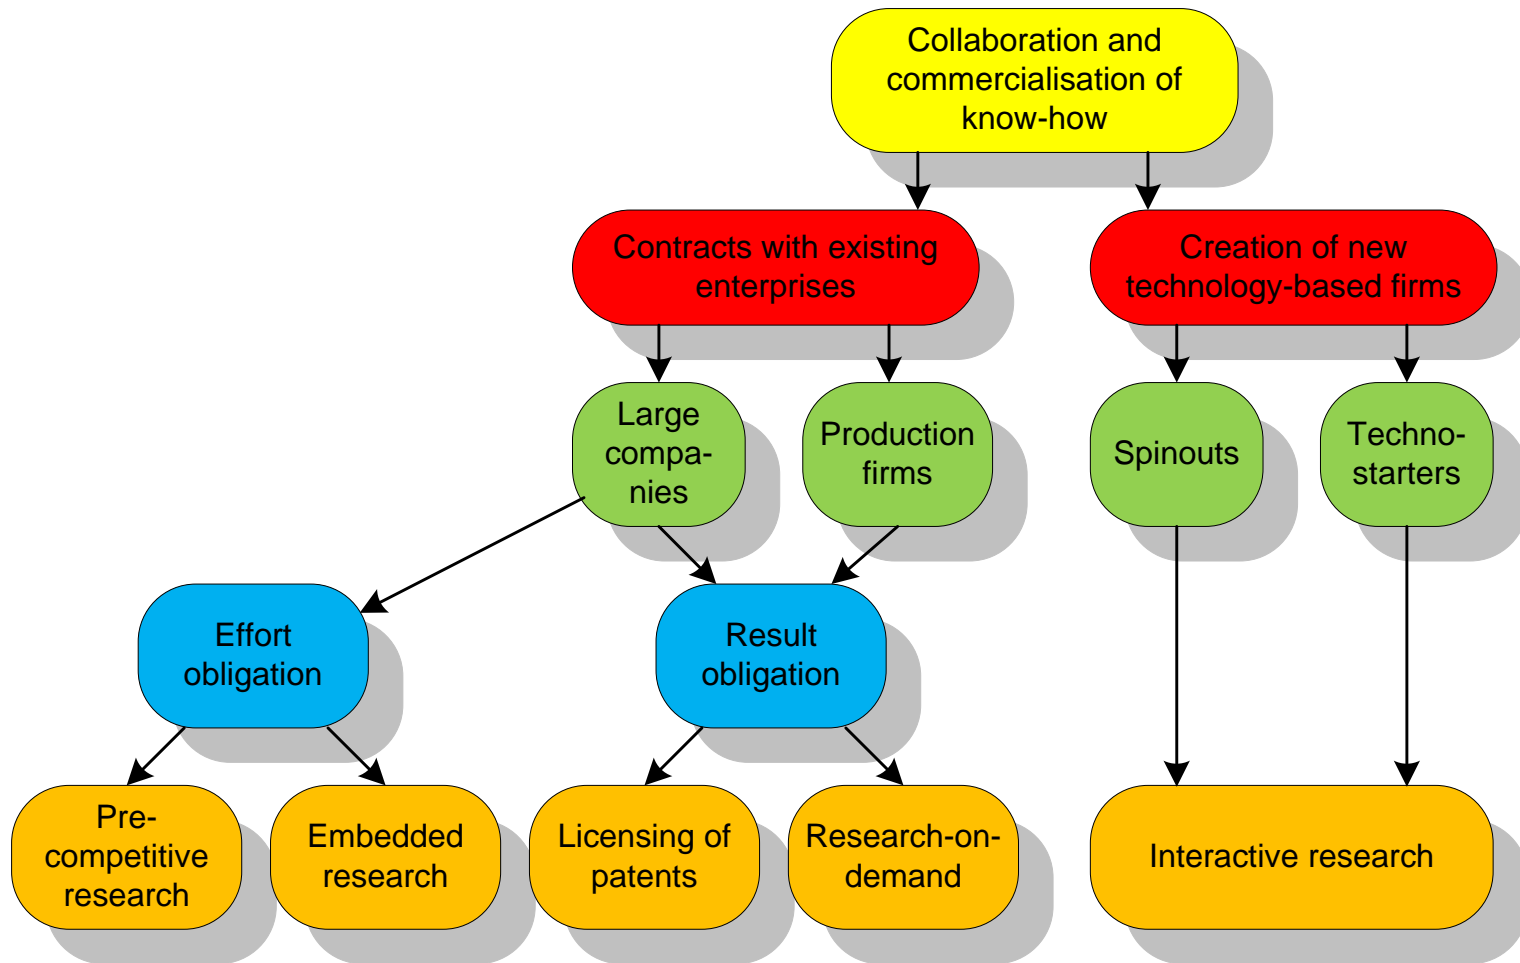 Collaboration and
commercialisation of
know-how
Contracts with existing
enterprises
Creation of new
technology-based firms
Large
compa-
nies
Production
firms
Spinouts
Techno-
starters
Effort
obligation
Result
obligation
Pre-
competitive
research
Embedded
research
Licensing of
patents
Research-on-
demand
Interactive research